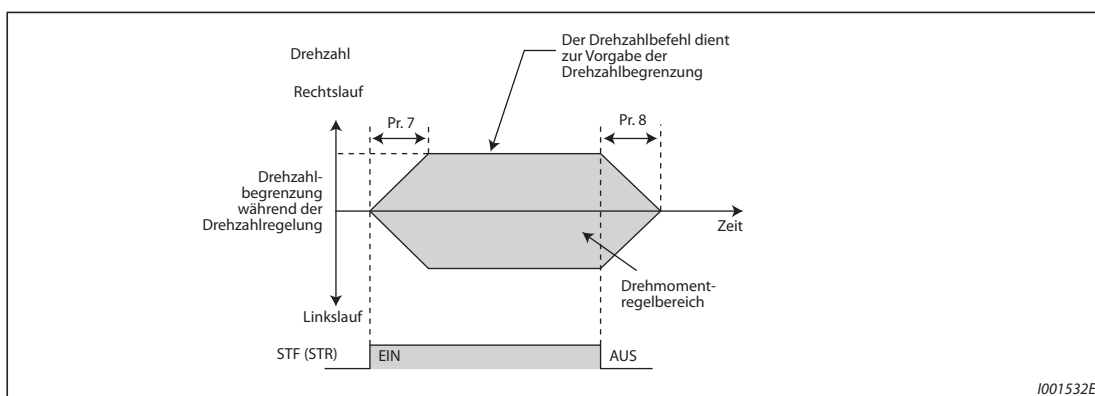 Drehzahl
Der Drehzahlbefehl dient
zur Vorgabe der
Drehzahlbegrenzung
Rechtslauf
Pr. 7
Pr. 8
Drehzahl-
begrenzung
während der
Drehzahlregelung
Zeit
Drehmoment-
regelbereich
Linkslauf
STF (STR)
EIN
AUS
I001532E